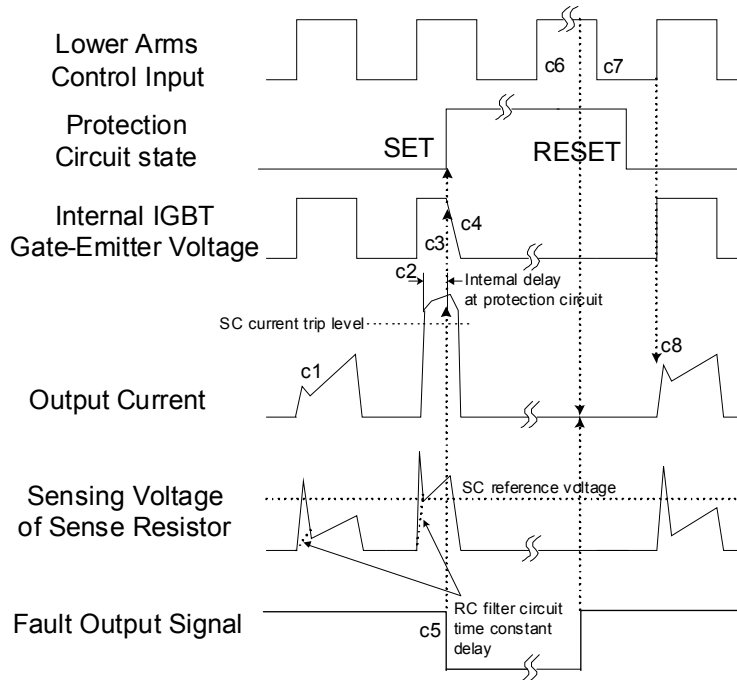 Lower Arms
Control Input
c6
c7
Protection
Circuit state
SET
RESET
Internal IGBT
Gate-Emitter Voltage
c3
c4
c2
Internal delay
at protection circuit
SC current trip level
c1
c8
Output Current
Sensing Voltage
of Sense Resistor
SC reference voltage
Fault Output Signal
c5
RC filter circuit
time constant
delay